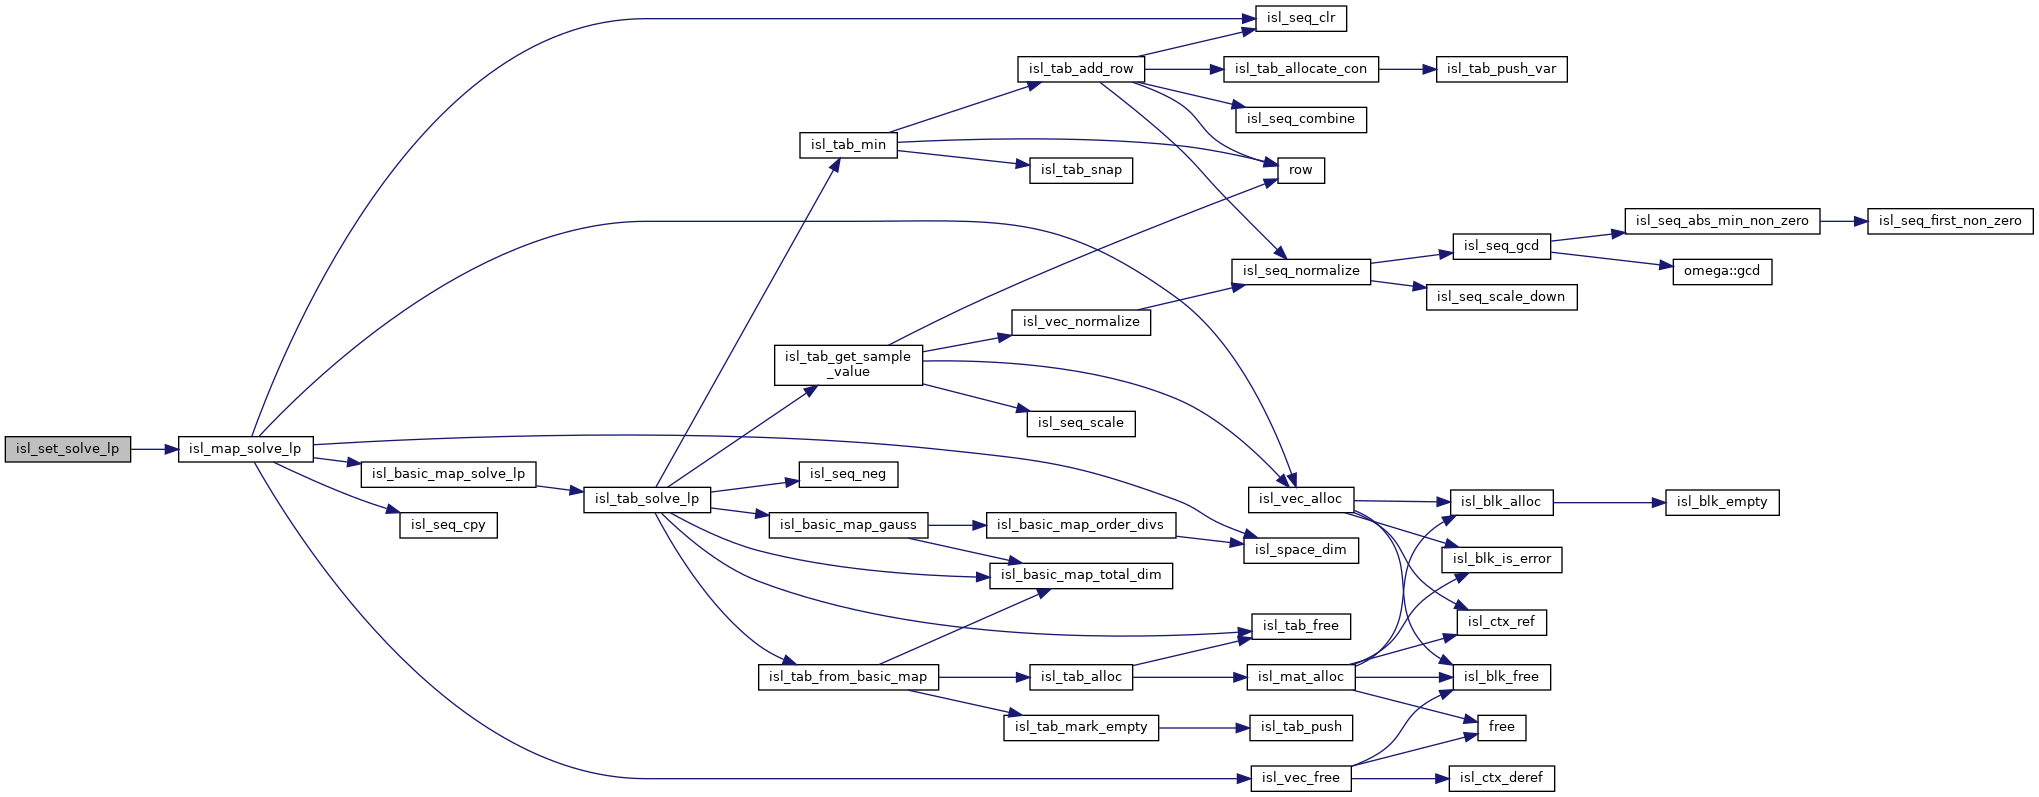 isl_seq_clr
isl_tab_add_row
isl_tab_allocate_con
isl_tab_push_var
isl_seq_combine
isl_tab_min
isl_tab_snap
row
isl_seq_abs_min_non_zero
isl_seq_first_non_zero
isl_seq_gcd
isl_seq_normalize
omega::gcd
isl_seq_scale_down
isl_vec_normalize
isl_tab_get_sample
_value
isl_seq_scale
isl_set_solve_lp
isl_map_solve_lp
isl_basic_map_solve_lp
isl_seq_neg
isl_tab_solve_lp
isl_vec_alloc
isl_blk_alloc
isl_blk_empty
isl_seq_cpy
isl_basic_map_gauss
isl_basic_map_order_divs
isl_space_dim
isl_blk_is_error
isl_basic_map_total_dim
isl_tab_free
isl_ctx_ref
isl_tab_from_basic_map
isl_tab_alloc
isl_mat_alloc
isl_blk_free
isl_tab_mark_empty
isl_tab_push
free
isl_vec_free
isl_ctx_deref